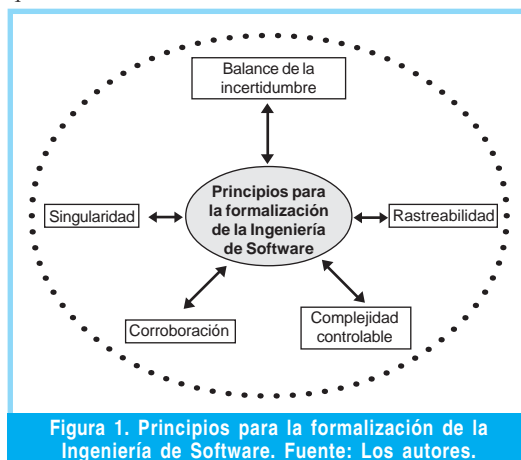 Balance de la
incertidumbre
Principios para
la formalización
de la Ingeniería
de Software
Singularidad
Rastreabilidad
Corroboración
Complejidad
controlable
Figura 1. Principios para la formalización de la
Ingeniería de Software. Fuente: Los autores.